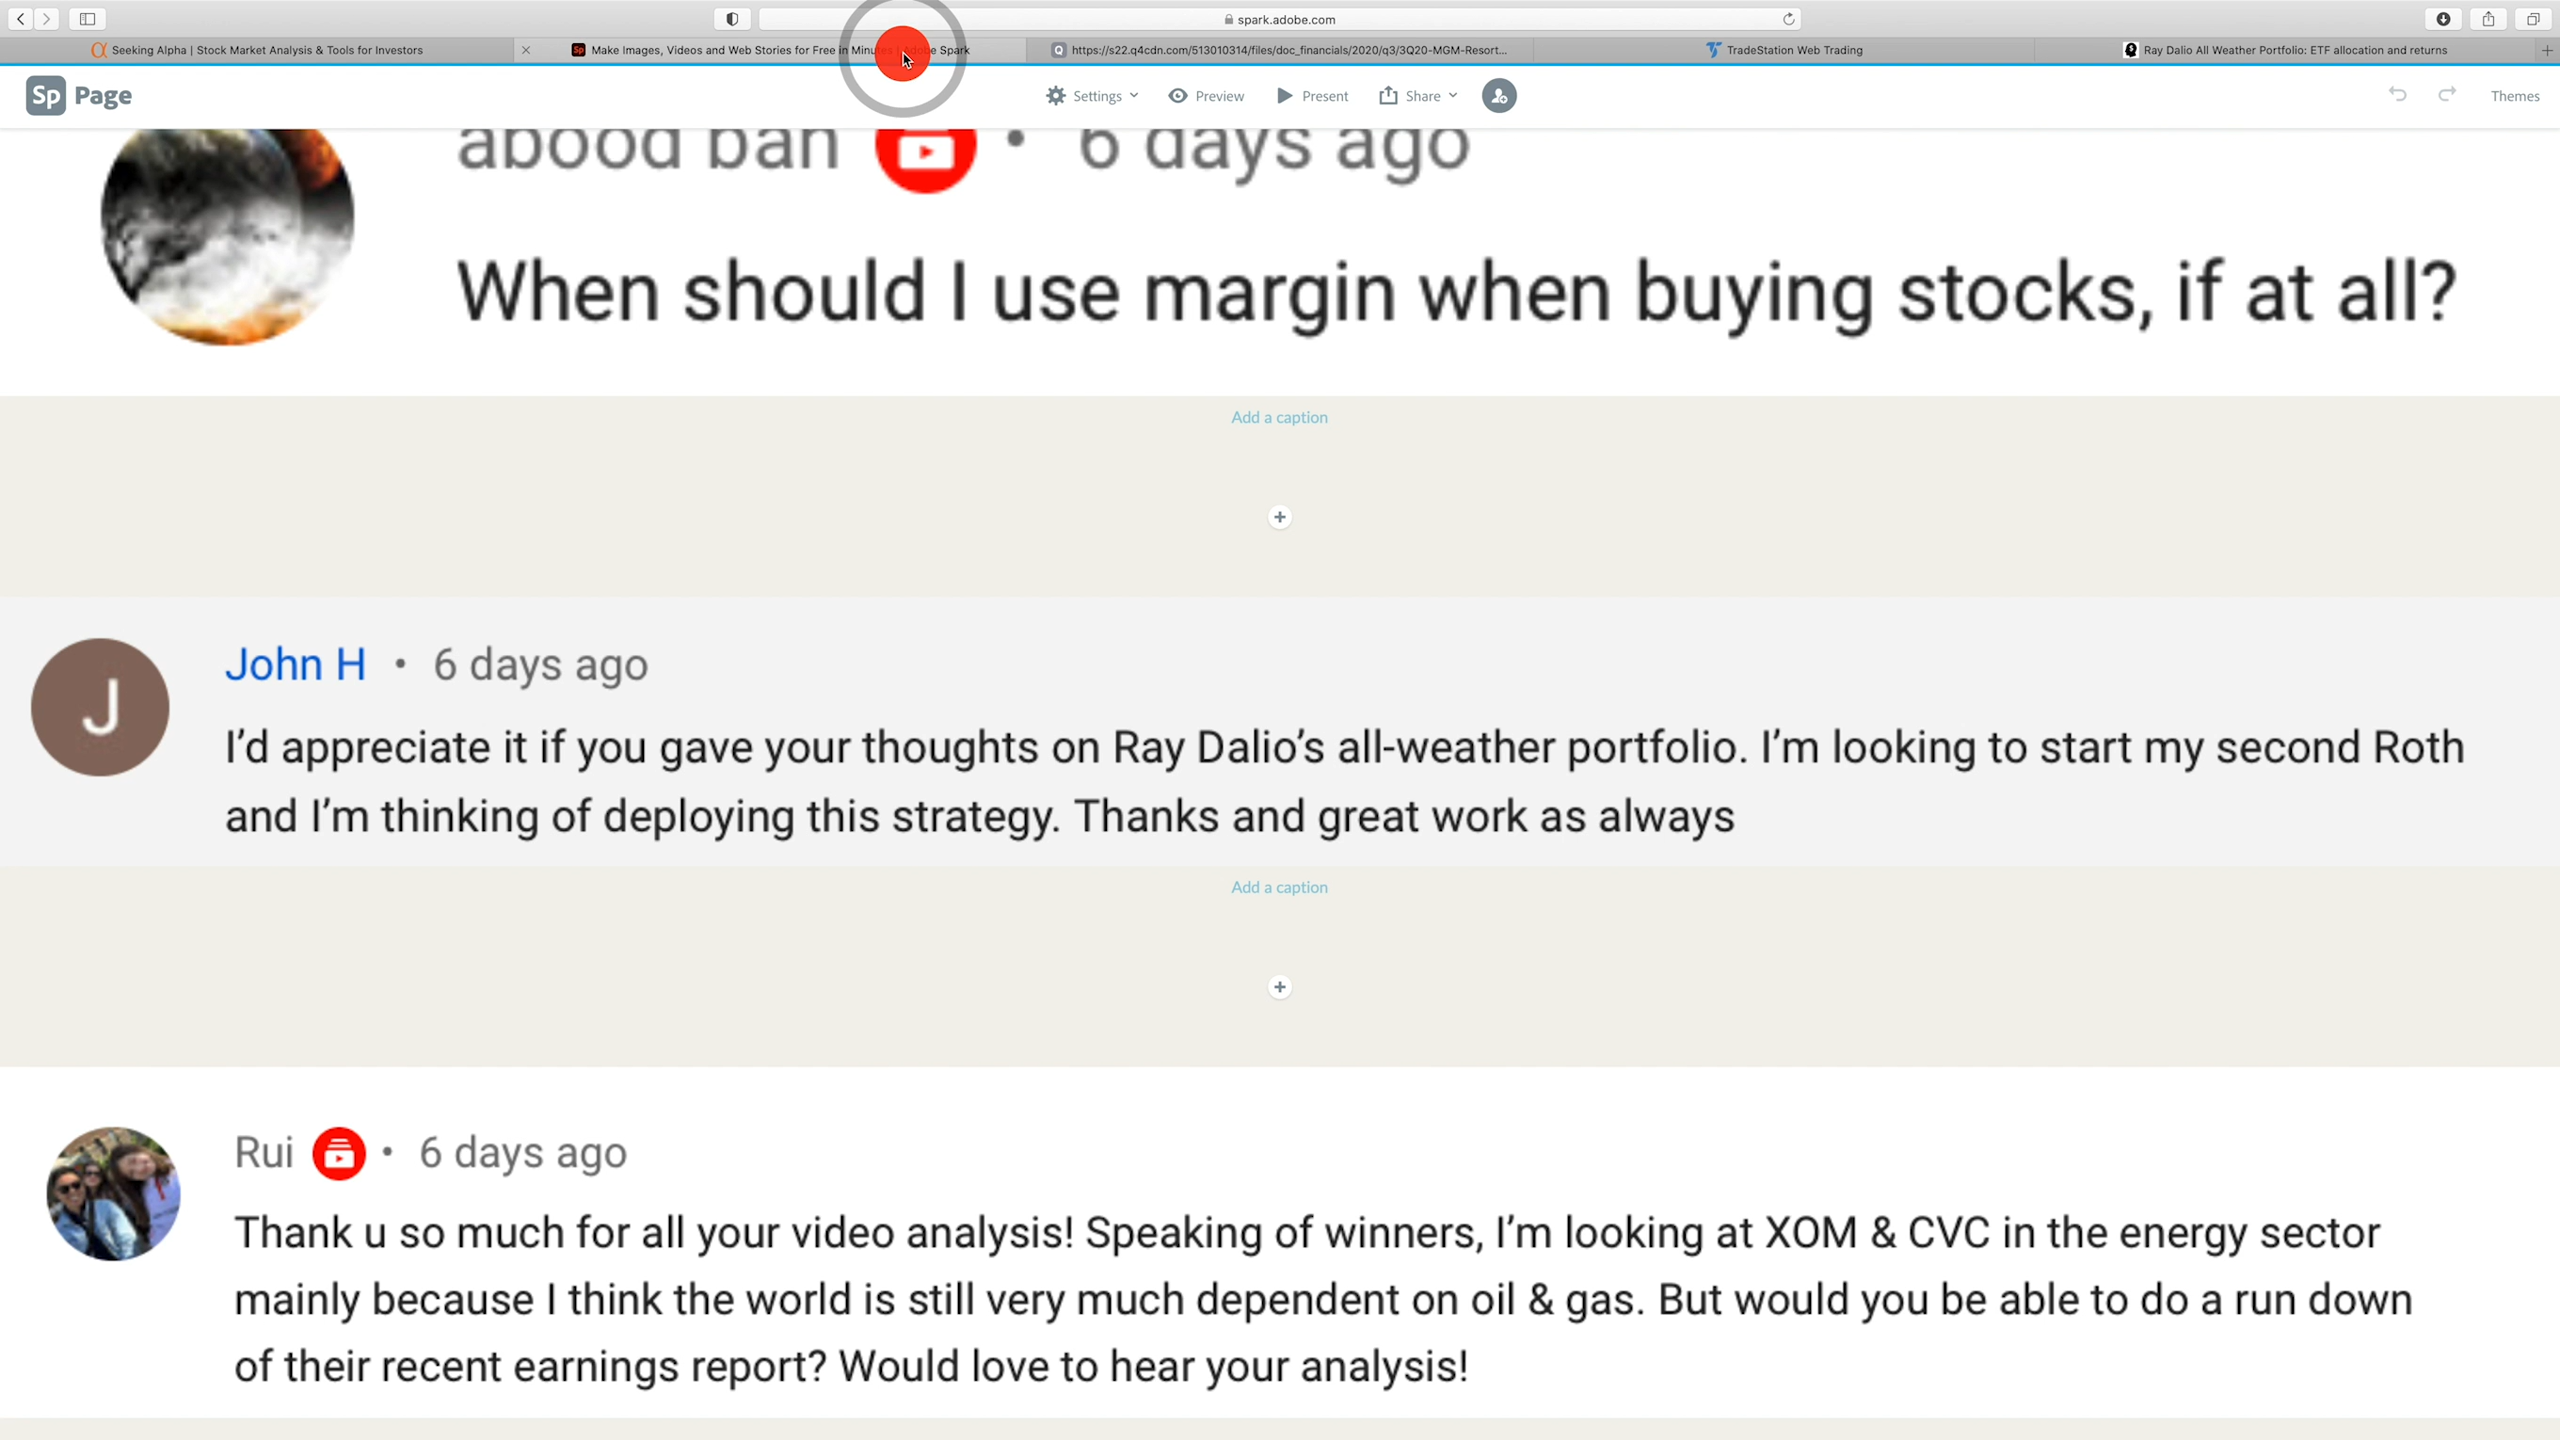 spark.adobe.com
Seeking Alpha | Stock Market Analysis & Tools for Investors
Sp Make Images, Videos and Web Stories for Free in Minutes | Adobe Spark
Q https://s22.q4cdn.com/513010314/files/doc_financials/2020/q3/3Q20-MGM-Resort...
TradeStation Web Trading
Ray Dalio All Weather Portfolio: ETF allocation and returns
Sp Page
Settings
Preview
Present
Share
Themes
abood ban • 6 days ago
When should I use margin when buying stocks, if at all?
Add a caption
J
John H • 6 days ago
I’d appreciate it if you gave your thoughts on Ray Dalio’s all-weather portfolio. I’m looking to start my second Roth
and I’m thinking of deploying this strategy. Thanks and great work as always
Add a caption
Rui • 6 days ago
Thank u so much for all your video analysis! Speaking of winners, I’m looking at XOM & CVC in the energy sector
mainly because I think the world is still very much dependent on oil & gas. But would you be able to do a run down
of their recent earnings report? Would love to hear your analysis!